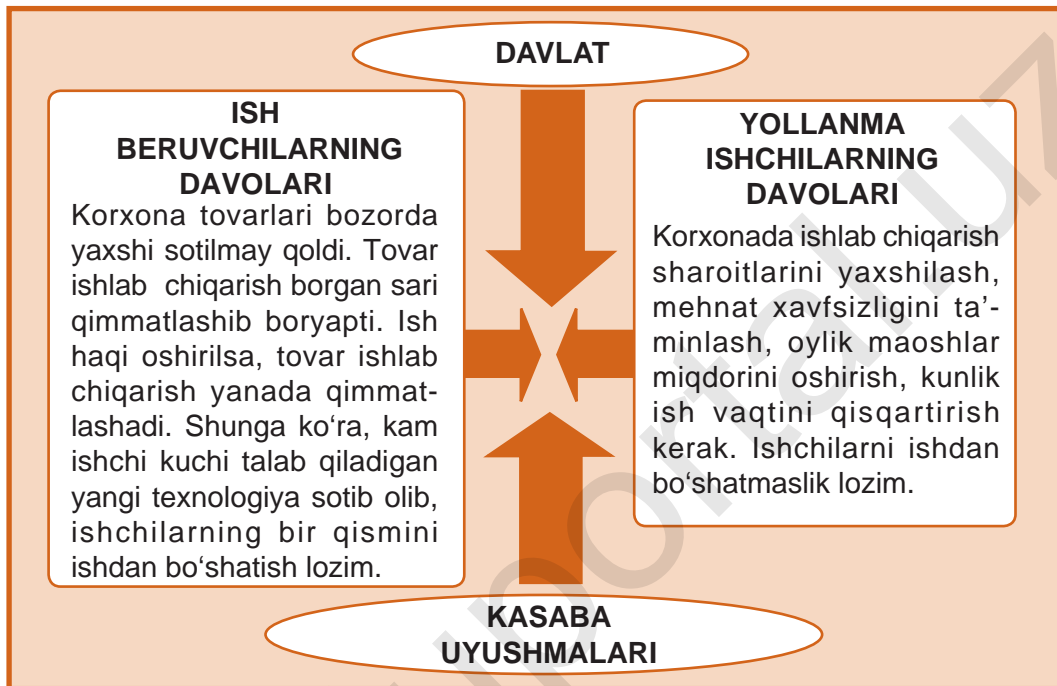 DAVLAT
ISH
BERUVCHILARNING
DAVOLARI
Korxona tovarlari bozorda
yaxshi sotilmay qoldi. Tovar
ishlab chiqarish borgan sari
qimmatlashib boryapti. Ish
haqi oshirilsa, tovar ishlab
chiqarish yanada qimmat-
lashadi. Shunga ko‘ra, kam
ishchi kuchi talab qiladigan
yangi texnologiya sotib olib,
ishchilarning bir qismini
ishdan bo‘shatish lozim.
YOLLANMA
ISHCHILARNING
DAVOLARI
Korxonada ishlab chiqarish
sharoitlarini yaxshilash,
mehnat xavfsizligini ta’-
minlash, oylik maoshlar
miqdorini oshirish, kunlik
ish vaqtini qisqartirish
kerak. Ishchilarni ishdan
bo‘shatmaslik lozim.
KASABA
UYUSHMALARI
uportal.uz